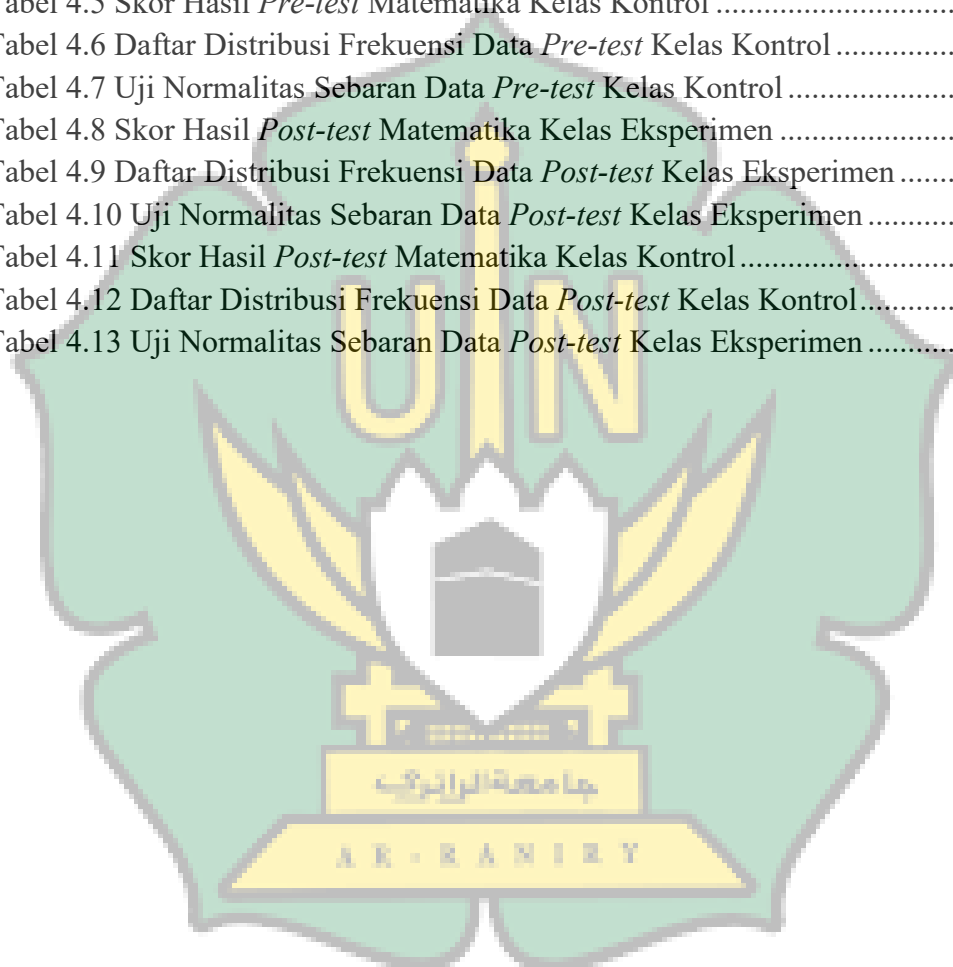 Tabel 4.5 Skor Hasil Pre-test Matematika Kelas Kontrol ..............................
Tabel 4.6 Daftar Distribusi Frekuensi Data Pre-test Kelas Kontrol ..............
Tabel 4.7 Uji Normalitas Sebaran Data Pre-test Kelas Kontrol ....................
Tabel 4.8 Skor Hasil Post-test Matematika Kelas Eksperimen .....................
Tabel 4.9 Daftar Distribusi Frekuensi Data Post-test Kelas Eksperimen .......
Tabel 4.10 Uji Normalitas Sebaran Data Post-test Kelas Eksperimen ...........
Tabel 4.11 Skor Hasil Post-test Matematika Kelas Kontrol ..........................
Tabel 4.12 Daftar Distribusi Frekuensi Data Post-test Kelas Kontrol ............
Tabel 4.13 Uji Normalitas Sebaran Data Post-test Kelas Eksperimen ...........
UIN
جامعة الرانري
AR-RANIRY